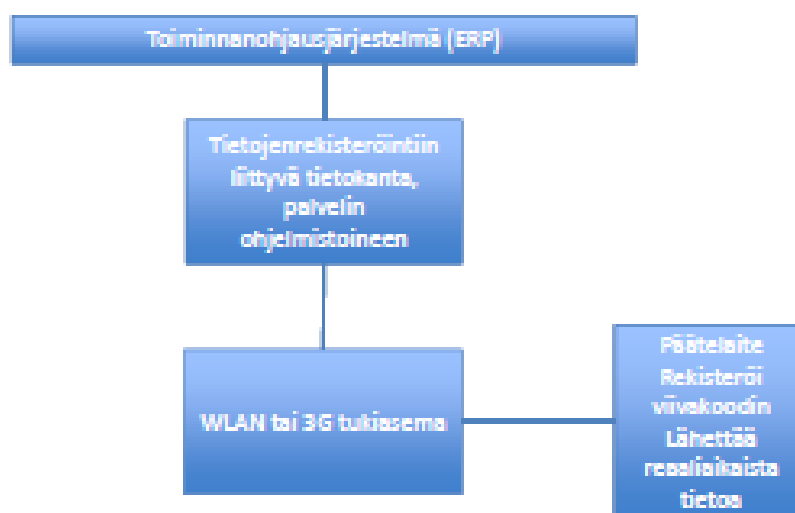 Toiminnanohjausjärjestelmä (ERP)
Tietojenrekisteröintiin
liittyvä tietokanta,
palvelin
ohjelmistoineen
WLAN tai 3G tukiasema
Päätelaite
Rekisteröi
viivakoodin
Lähettää
reaaliaikaista
tietoa